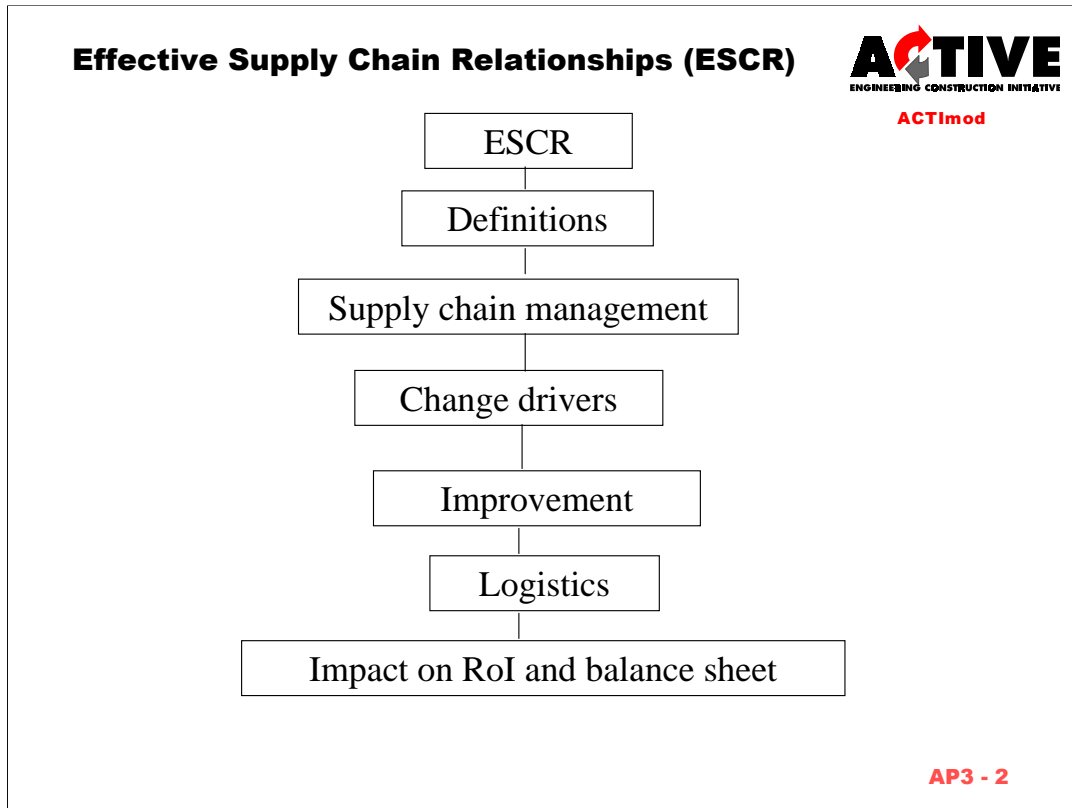 Effective Supply Chain Relationships (ESCR)
ACTIVE
ENGINEERING CONSTRUCTION INITIATIVE
ACTImod
ESCR
Definitions
Supply chain management
Change drivers
Improvement
Logistics
Impact on RoI and balance sheet
AP3 - 2